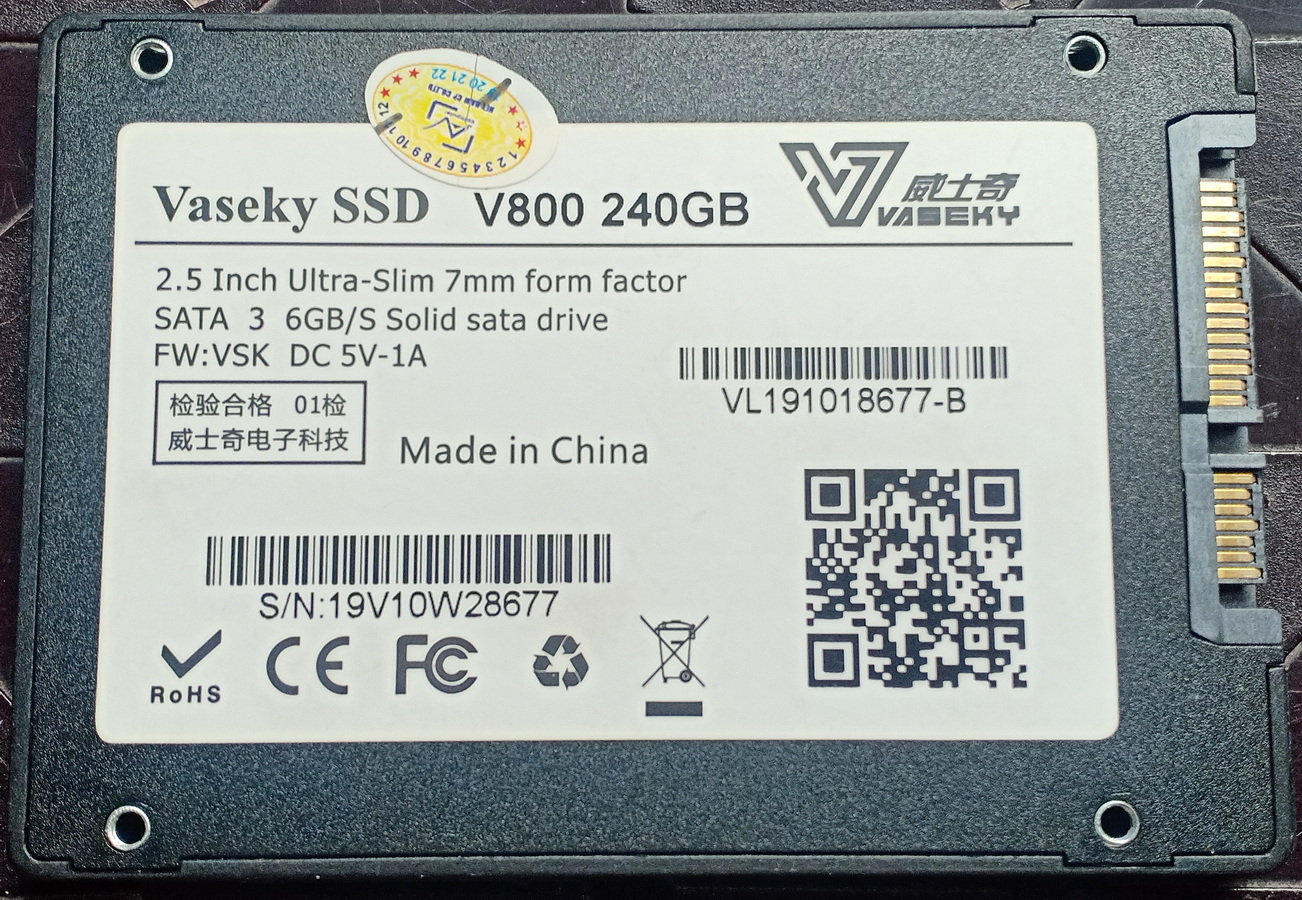 20 21 22
1 2 3 4 5 6 7 8 9 10 11 12
Vaseky SSD V800 240GB
威士奇
VASEKY
2.5 Inch Ultra-Slim 7mm form factor
SATA 3 6GB/S Solid sata drive
FW:VSK DC 5V-1A
VL191018677-B
检验合格 01检
威士奇电子科技
Made in China
S/N:19V10W28677
RoHS
CE
FC